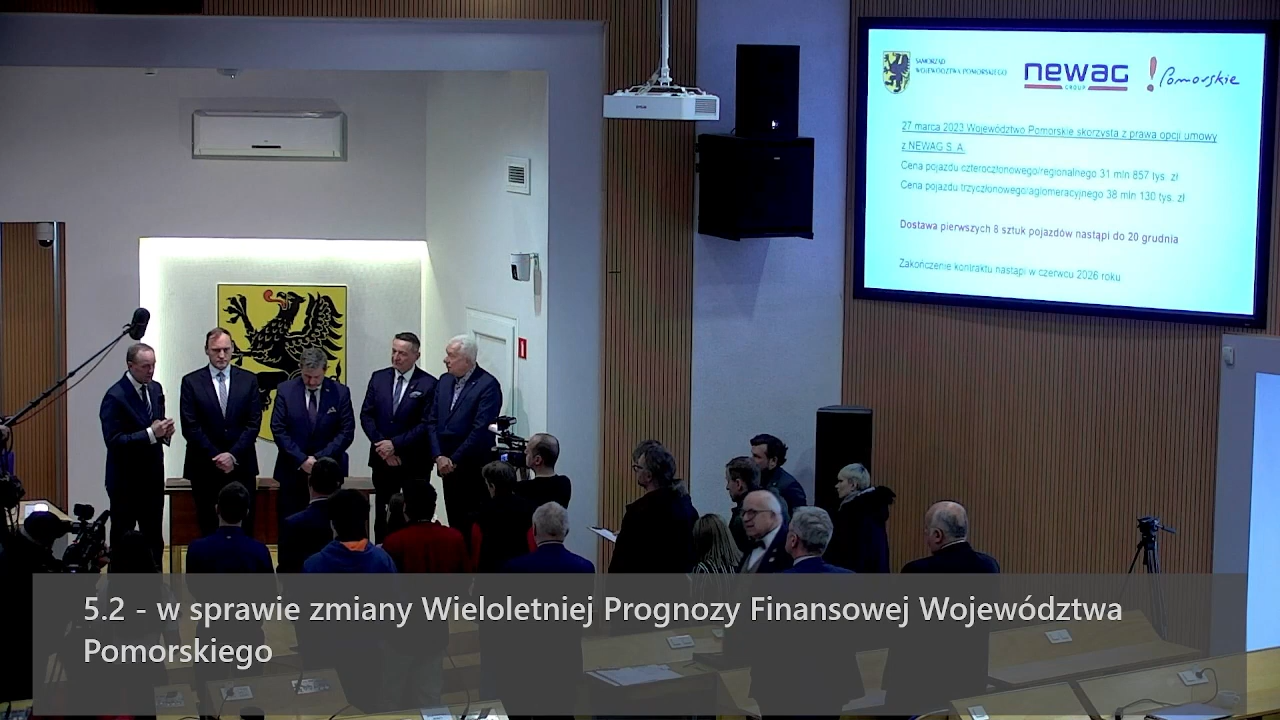 SAMORZĄD
WOJEWÓDZTWA POMORSKIEGO
newag
GROUP
Pomorskie
27 marca 2023 Województwo Pomorskie skorzysta z prawa opcji umowy
z NEWAG S. A.
Cena pojazdu czteroczłonowego/regionalnego 31 mln 857 tys. zł
Cena pojazdu trzyczłonowego/aglomeracyjnego 38 mln 130 tys. zł
Dostawa pierwszych 8 sztuk pojazdów nastąpi do 20 grudnia
Zakończenie kontraktu nastąpi w czerwcu 2026 roku
5.2 - w sprawie zmiany Wieloletniej Prognozy Finansowej Województwa
Pomorskiego